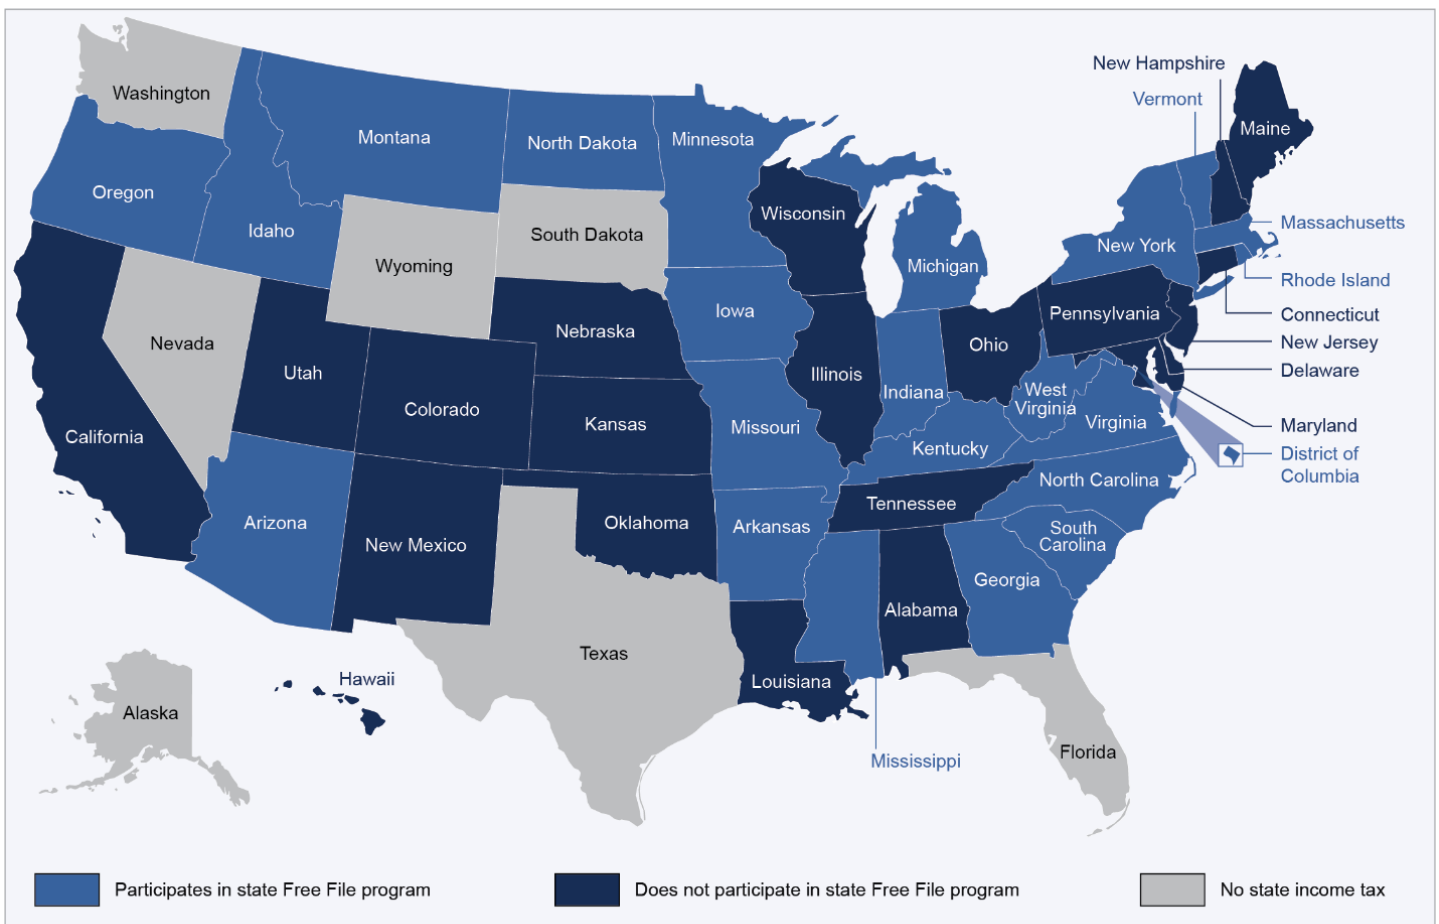 New Hampshire
Vermont
Washington
Montana
North Dakota
Minnesota
Maine
Oregon
Idaho
Wisconsin
South Dakota
Massachusetts
New York
Wyoming
Michigan
Rhode Island
Iowa
Pennsylvania
Connecticut
Nebraska
Nevada
Ohio
New Jersey
Utah
Illinois
Delaware
Indiana
West
Virginia
Colorado
Kansas
Missouri
Virginia
Maryland
California
Kentucky
District of
Columbia
North Carolina
Tennessee
Arizona
Oklahoma
Arkansas
South
Carolina
New Mexico
Georgia
Alabama
Texas
Hawaii
Louisiana
Alaska
Florida
Mississippi
Participates in state Free File program
Does not participate in state Free File program
No state income tax